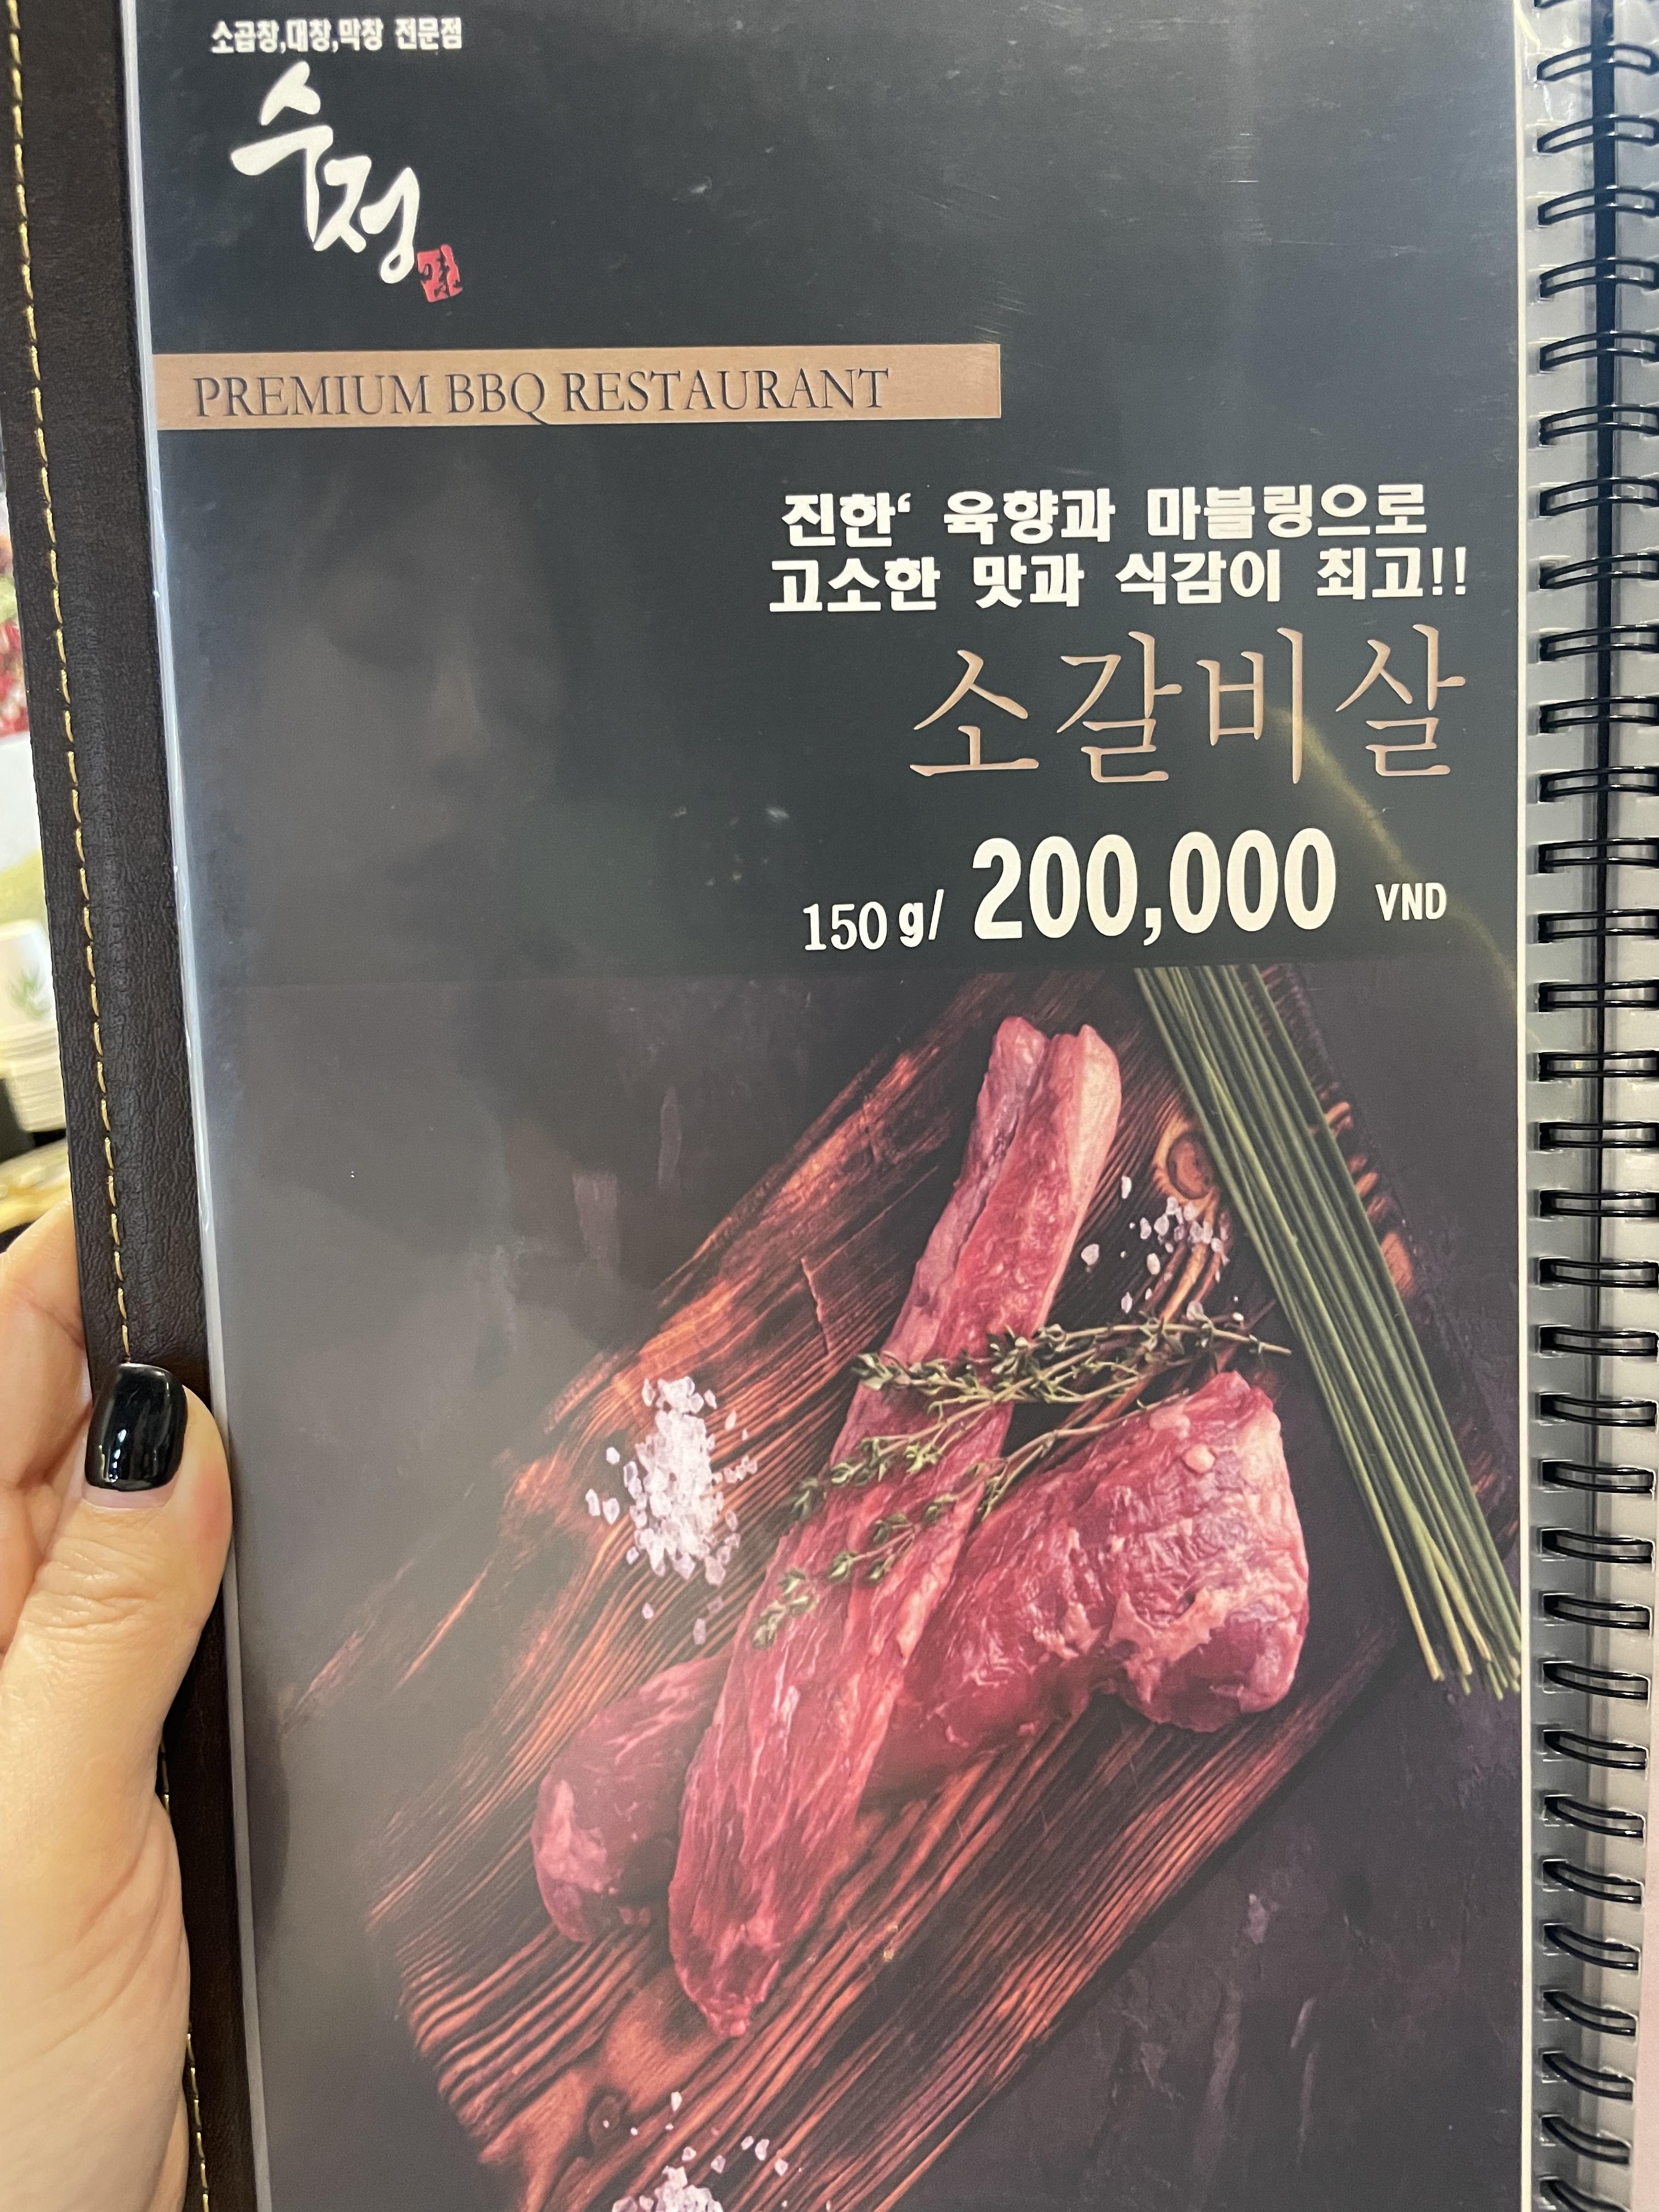 소곱창,대창,막창 전문점
수정
味
PREMIUM BBQ RESTAURANT
진한‘ 육향과 마블링으로
고소한 맛과 식감이 최고!!
소갈비살
150g/ 200,000 VND